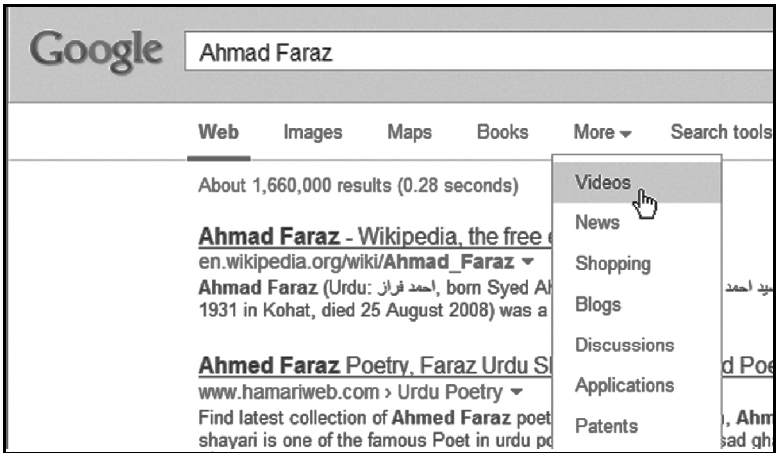 Google
Ahmad Faraz
Web Images Maps Books More Search tools
About 1,660,000 results (0.28 seconds)
Videos
News
Shopping
Blogs
Discussions
Applications
Patents
Ahmad Faraz - Wikipedia, the free
en.wikipedia.org/wiki/Ahmad_Faraz
Ahmad Faraz (Urdu: احمد فراز, born Syed احمد
1931 in Kohat, died 25 August 2008) was a
Ahmed Faraz Poetry, Faraz Urdu
www.hamariweb.com › Urdu Poetry
Find latest collection of Ahmed Faraz
shayari is one of the famous Poet in urdu